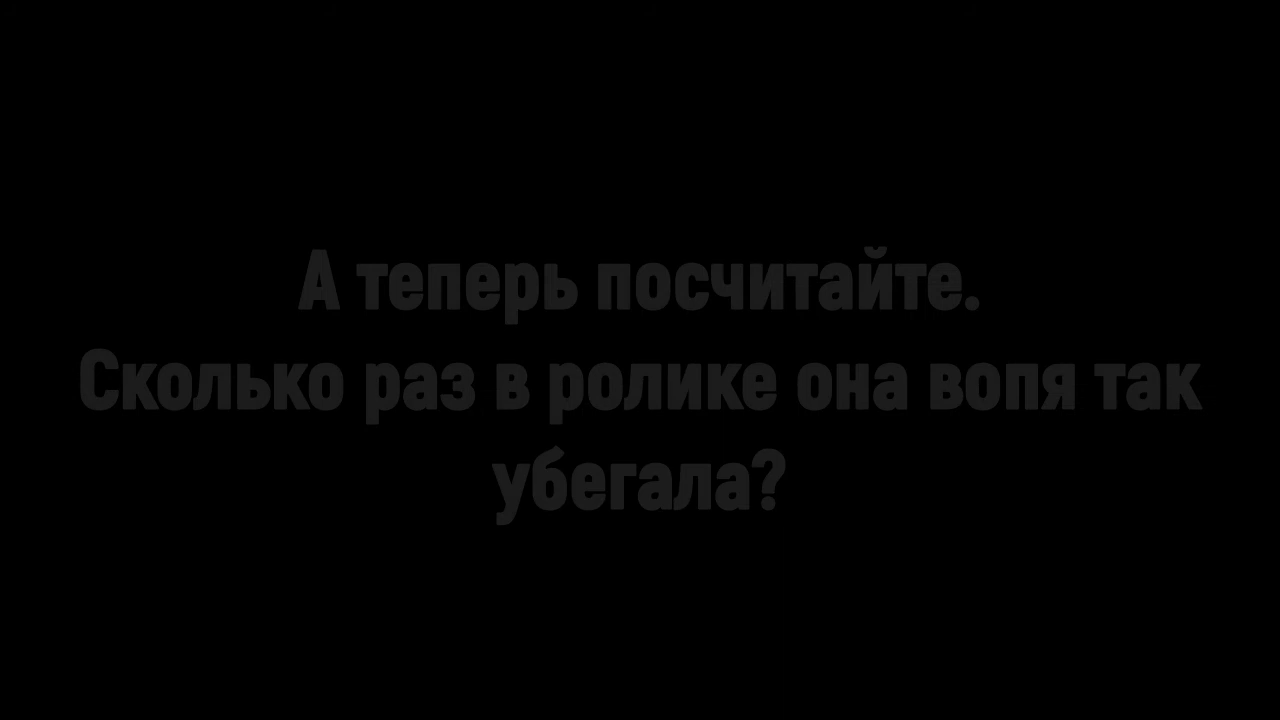 А теперь посчитайте.
Сколько раз в ролике она вопя так
убегала?